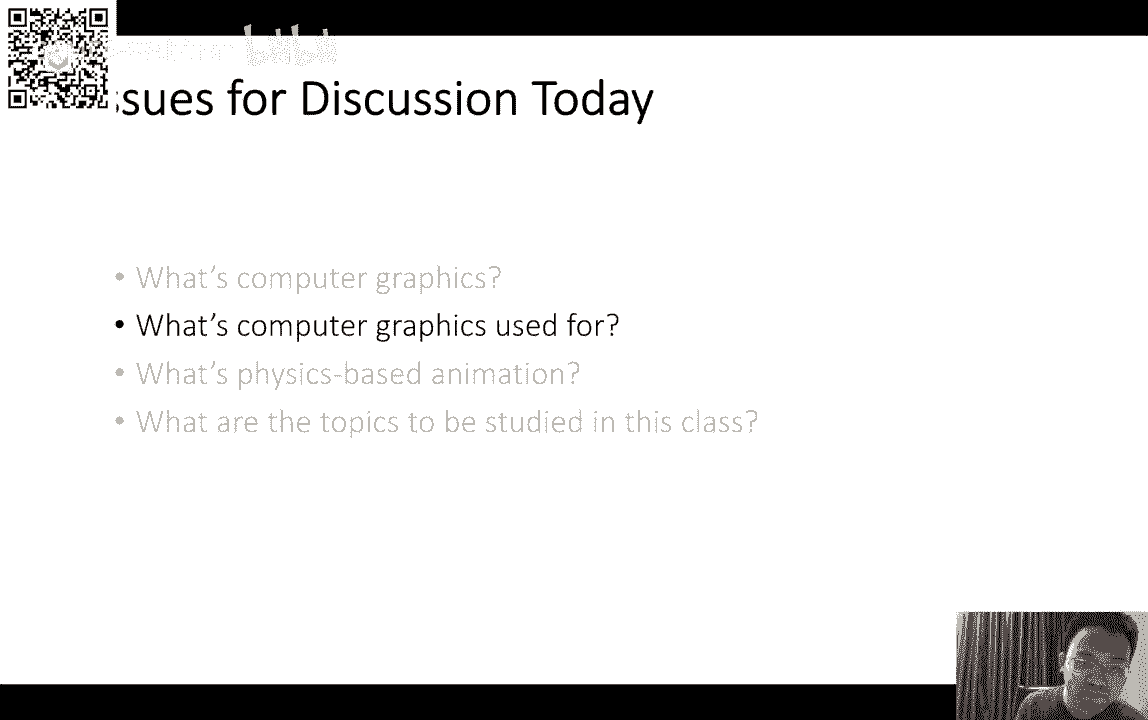 ssues for Discussion Today
• What's computer graphics?
• What's computer graphics used for?
• What's physics-based animation?
• What are the topics to be studied in this class?